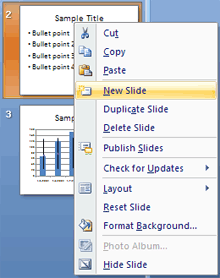 2
Sample Title
•Bullet point
•Bullet point 2
•Bullet point 3
•Bullet point 4
3
Cut
Copy
Paste
New Slide
Duplicate Slide
Delete Slide
Publish Slides
Check for Updates
Layout
Reset Slide
Format Background...
Photo Album...
Hide Slide